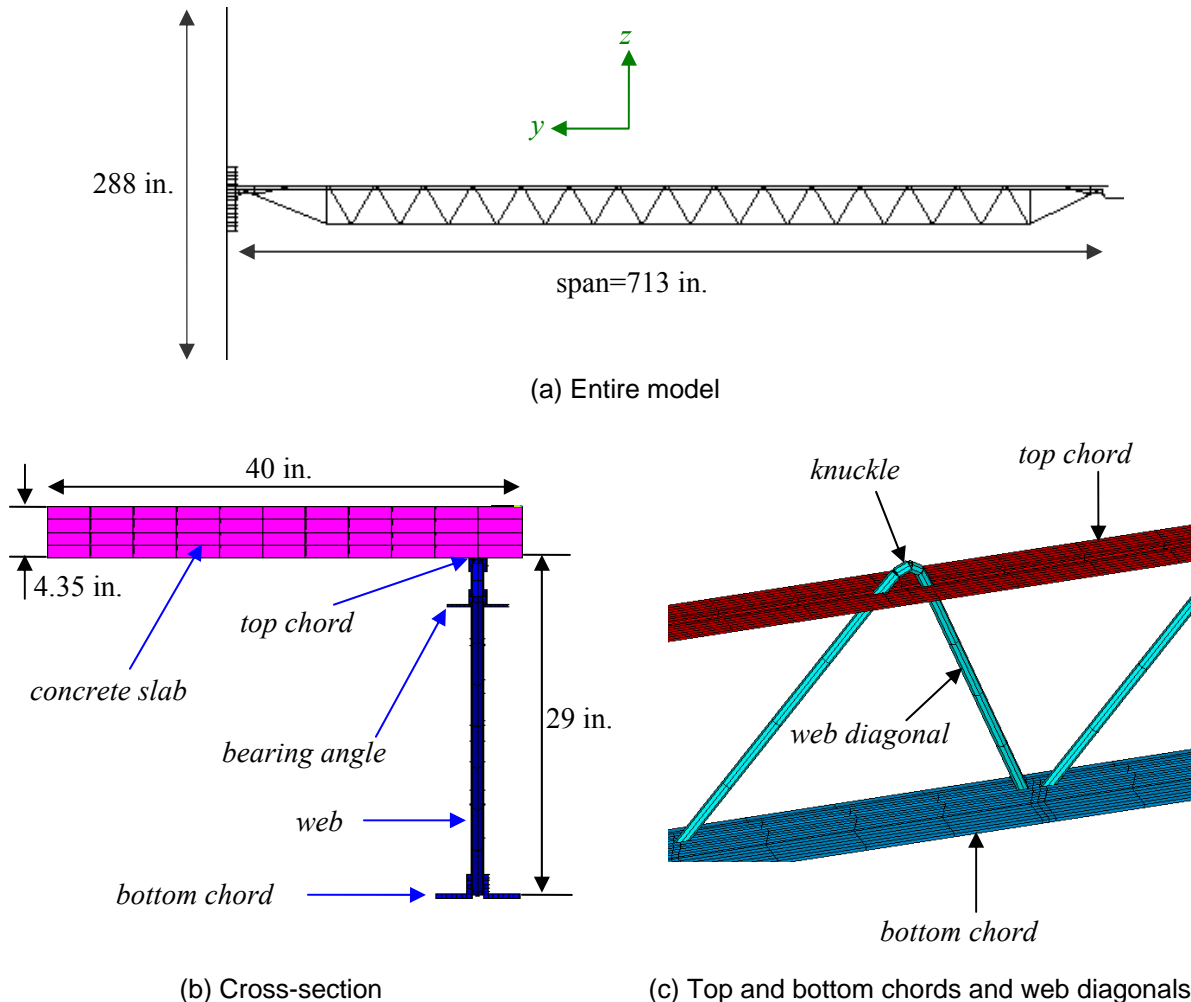 z
y
288 in.
span=713 in.
(a) Entire model
40 in.
4.35 in.
top chord
concrete slab
bearing angle
29 in.
web
bottom chord
(b) Cross-section
knuckle
top chord
web diagonal
bottom chord
(c) Top and bottom chords and web diagonals